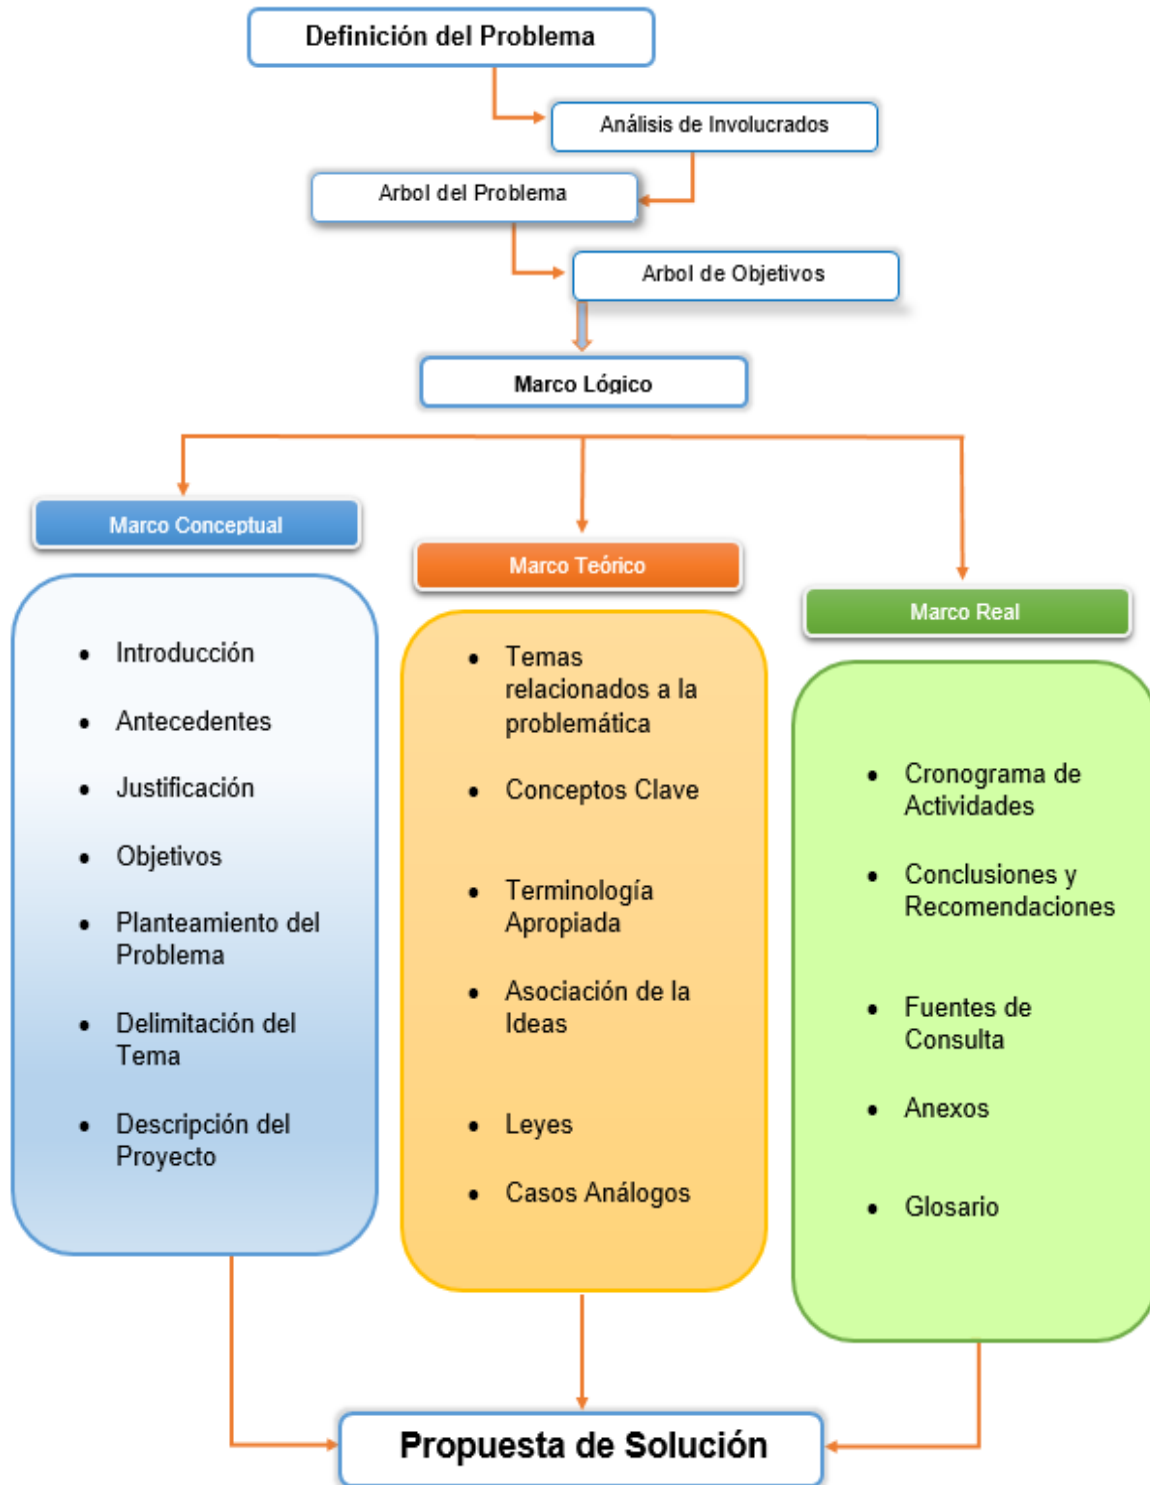 Definición del Problema
Análisis de Involucrados
Arbol del Problema
Arbol de Objetivos
Marco Lógico
Marco Conceptual
• Introducción
• Antecedentes
• Justificación
• Objetivos
• Planteamiento del
Problema
• Delimitación del
Tema
• Descripción del
Proyecto
Marco Teórico
• Temas
relacionados a la
problemática
• Conceptos Clave
• Terminología
Apropiada
• Asociación de la
Ideas
• Leyes
• Casos Análogos
Marco Real
• Cronograma de
Actividades
• Conclusiones y
Recomendaciones
• Fuentes de
Consulta
• Anexos
• Glosario
Propuesta de Solución